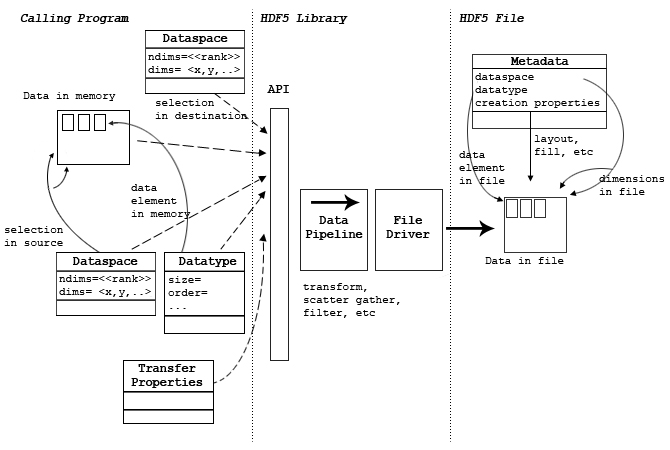 Calling Program
HDF5 Library
HDF5 File
Dataspace
ndims=<<rank>>
dims= <x,y,..>
selection
in destination
Data in memory
data
element
in memory
selection
in source
Dataspace
ndims=<<rank>>
dims= <x,y,..>
Datatype
size=
order=
...
Transfer
Properties
API
Data
Pipeline
File
Driver
transform,
scatter gather,
filter, etc
Metadata
dataspace
datatype
creation properties
layout,
fill, etc
data
element
in file
dimensions
in file
Data in file